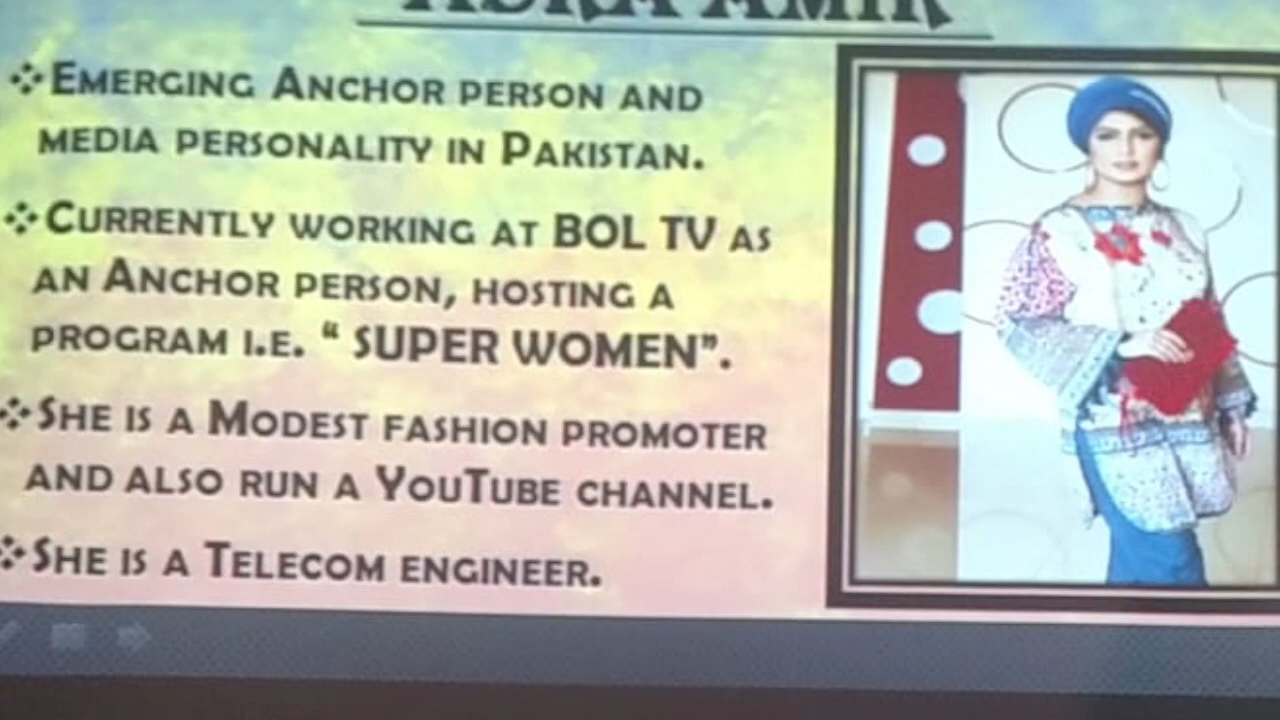 AMIR
❖EMERGING ANCHOR PERSON AND
MEDIA PERSONALITY IN PAKISTAN.
❖CURRENTLY WORKING AT BOL TV AS
AN ANCHOR PERSON, HOSTING A
PROGRAM I.E. “ SUPER WOMEN”.
❖SHE IS A MODEST FASHION PROMOTER
AND ALSO RUN A YOUTUBE CHANNEL.
❖SHE IS A TELECOM ENGINEER.